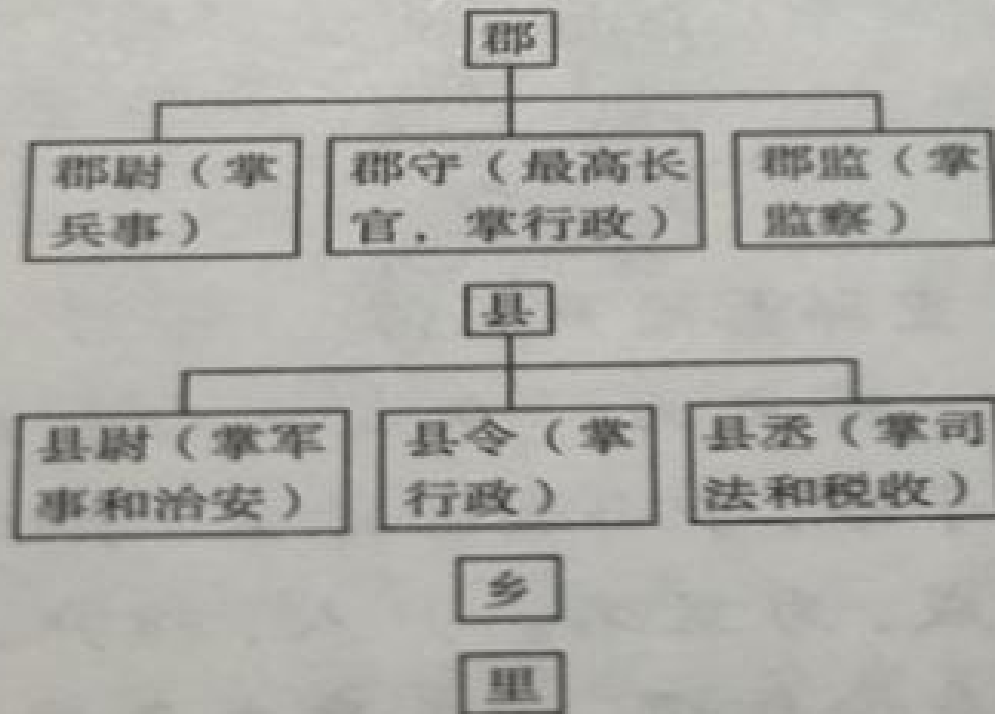 郡
郡尉（掌
兵事）
郡守（最高长
官，掌行政）
郡监（掌
监察）
县
县尉（掌军
事和治安）
县令（掌
行政）
县丞（掌司
法和税收）
乡
里